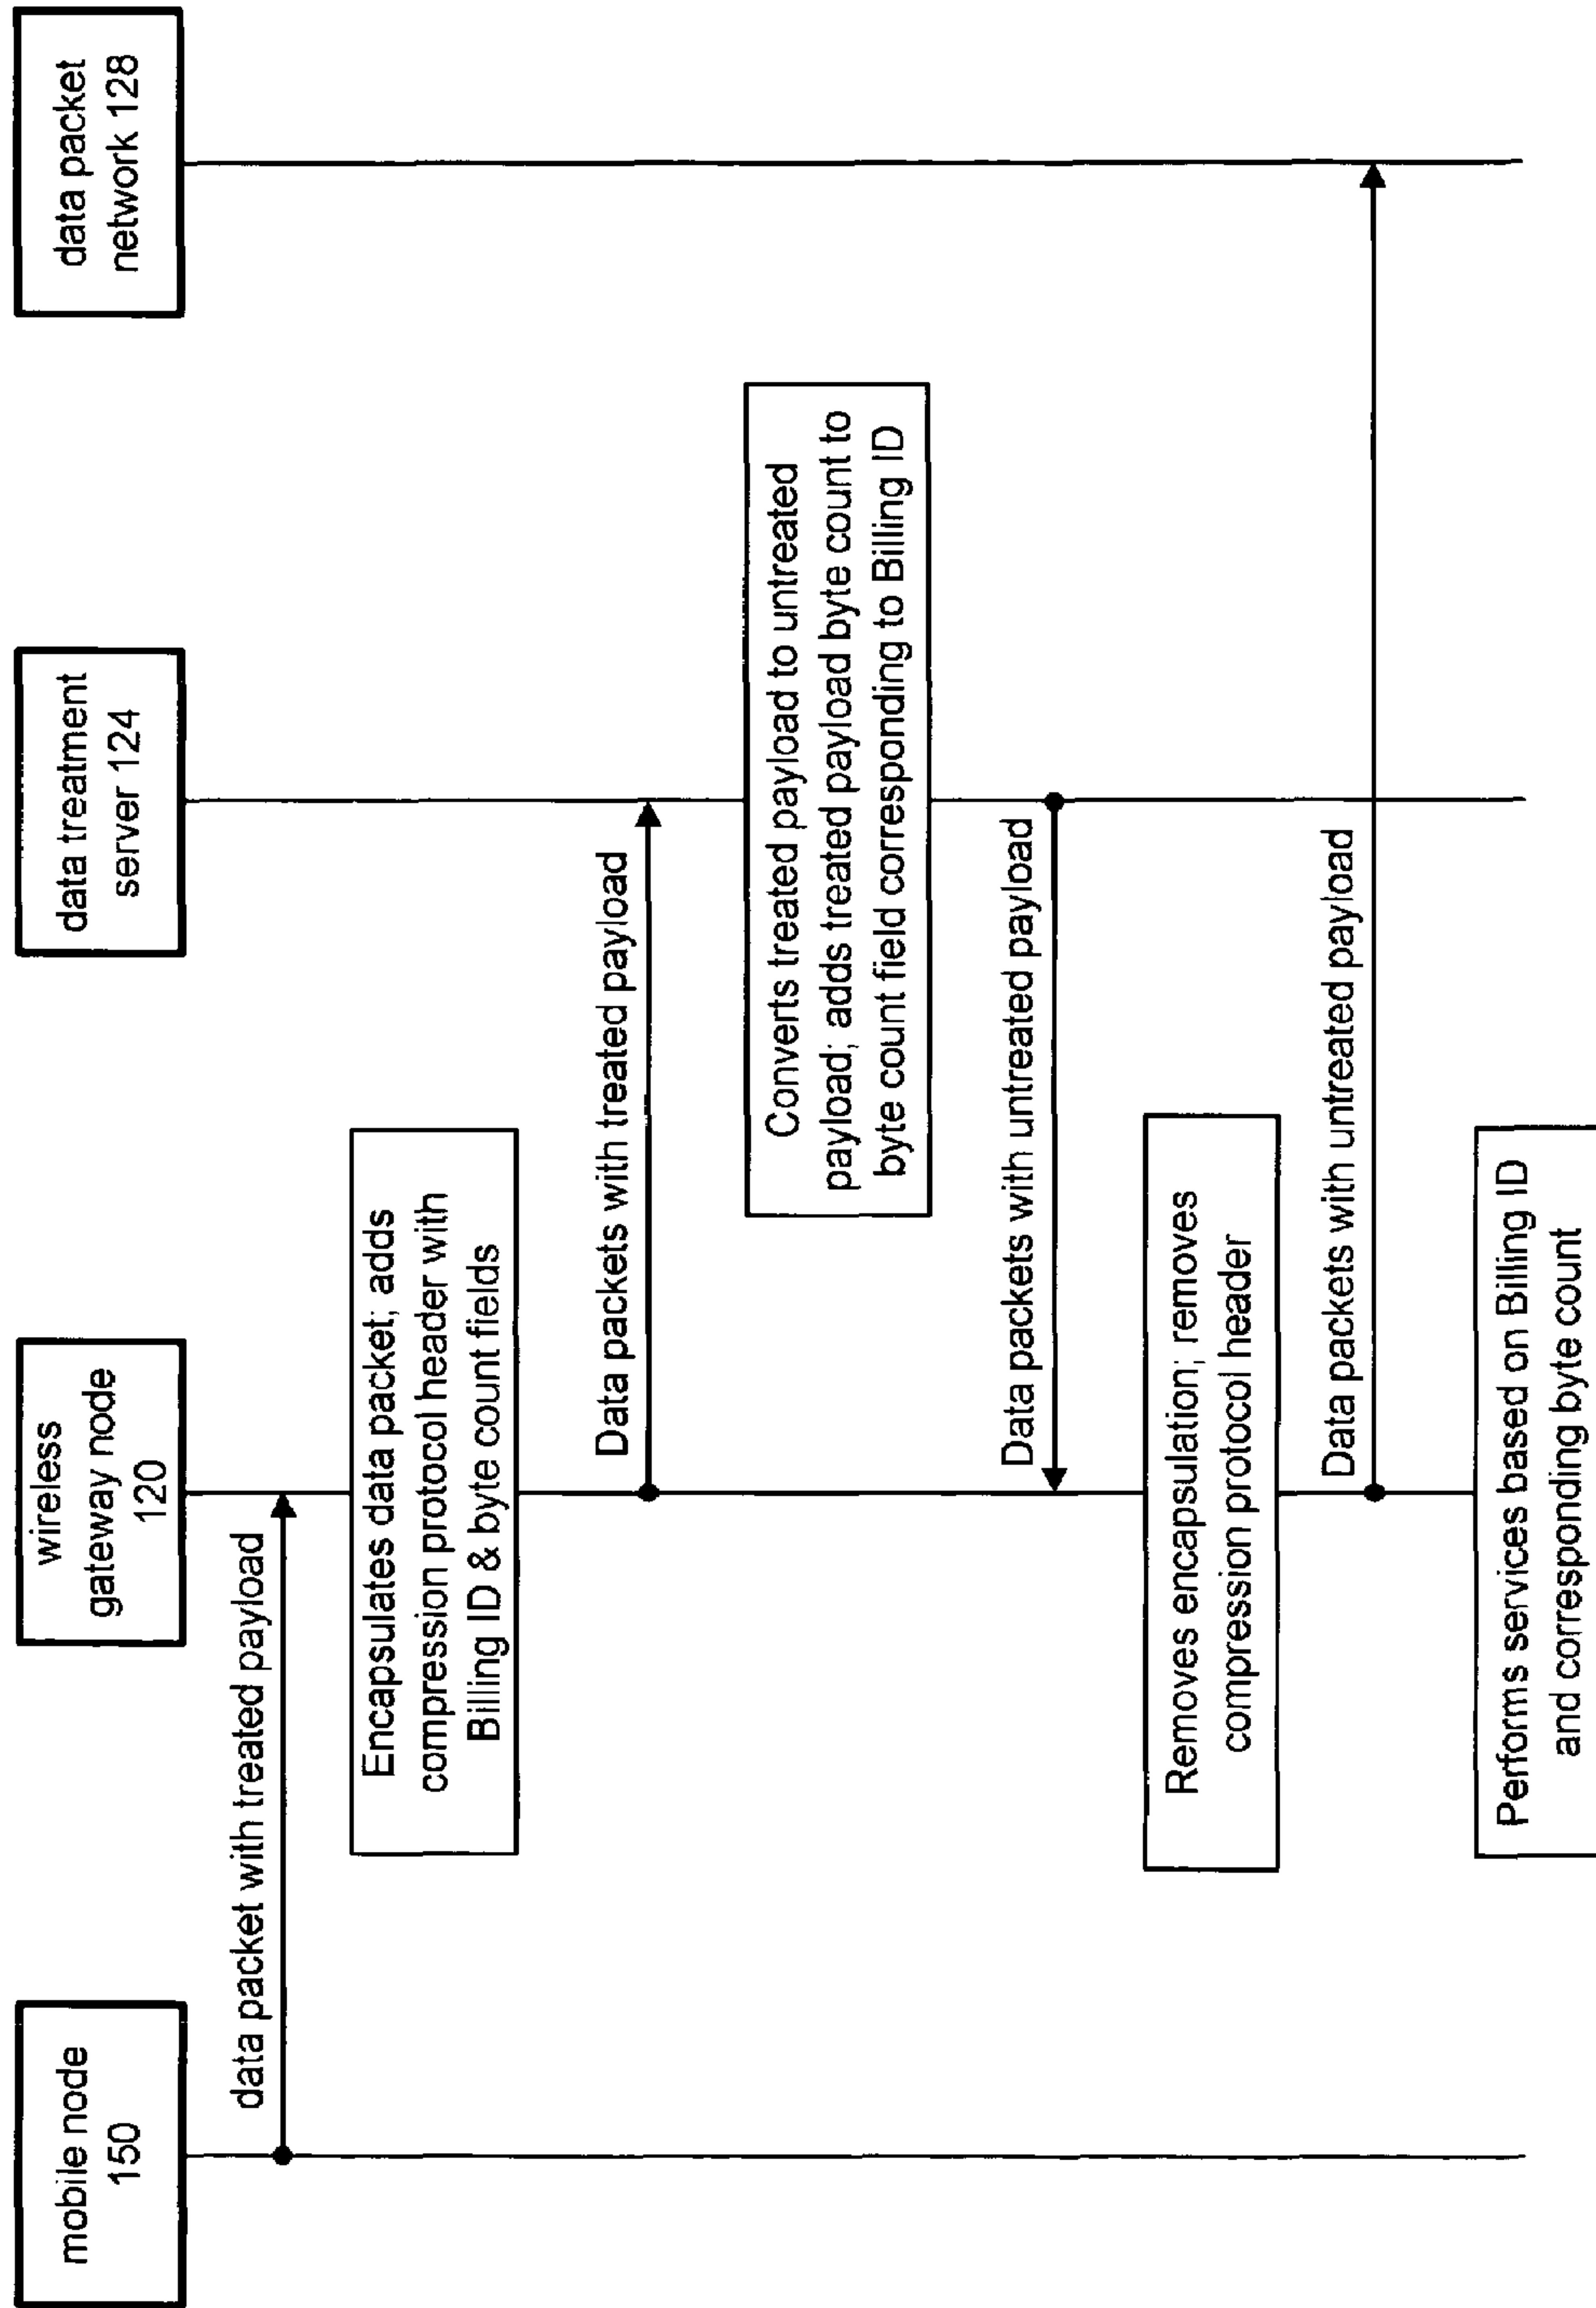 mobile node
150
wireless
gateway node
120
data treatment
server 124
data packet
network 128
data packet with treated payload
Encapsulates data packet; adds
compression protocol header with
Billing ID & byte count fields
Data packets with treated payload
Converts treated payload to untreated
payload; adds treated payload byte count to
byte count field corresponding to Billing ID
Data packets with untreated payload
Removes encapsulation; removes
compression protocol header
Data packets with untreated payload
Performs services based on Billing ID
and corresponding byte count